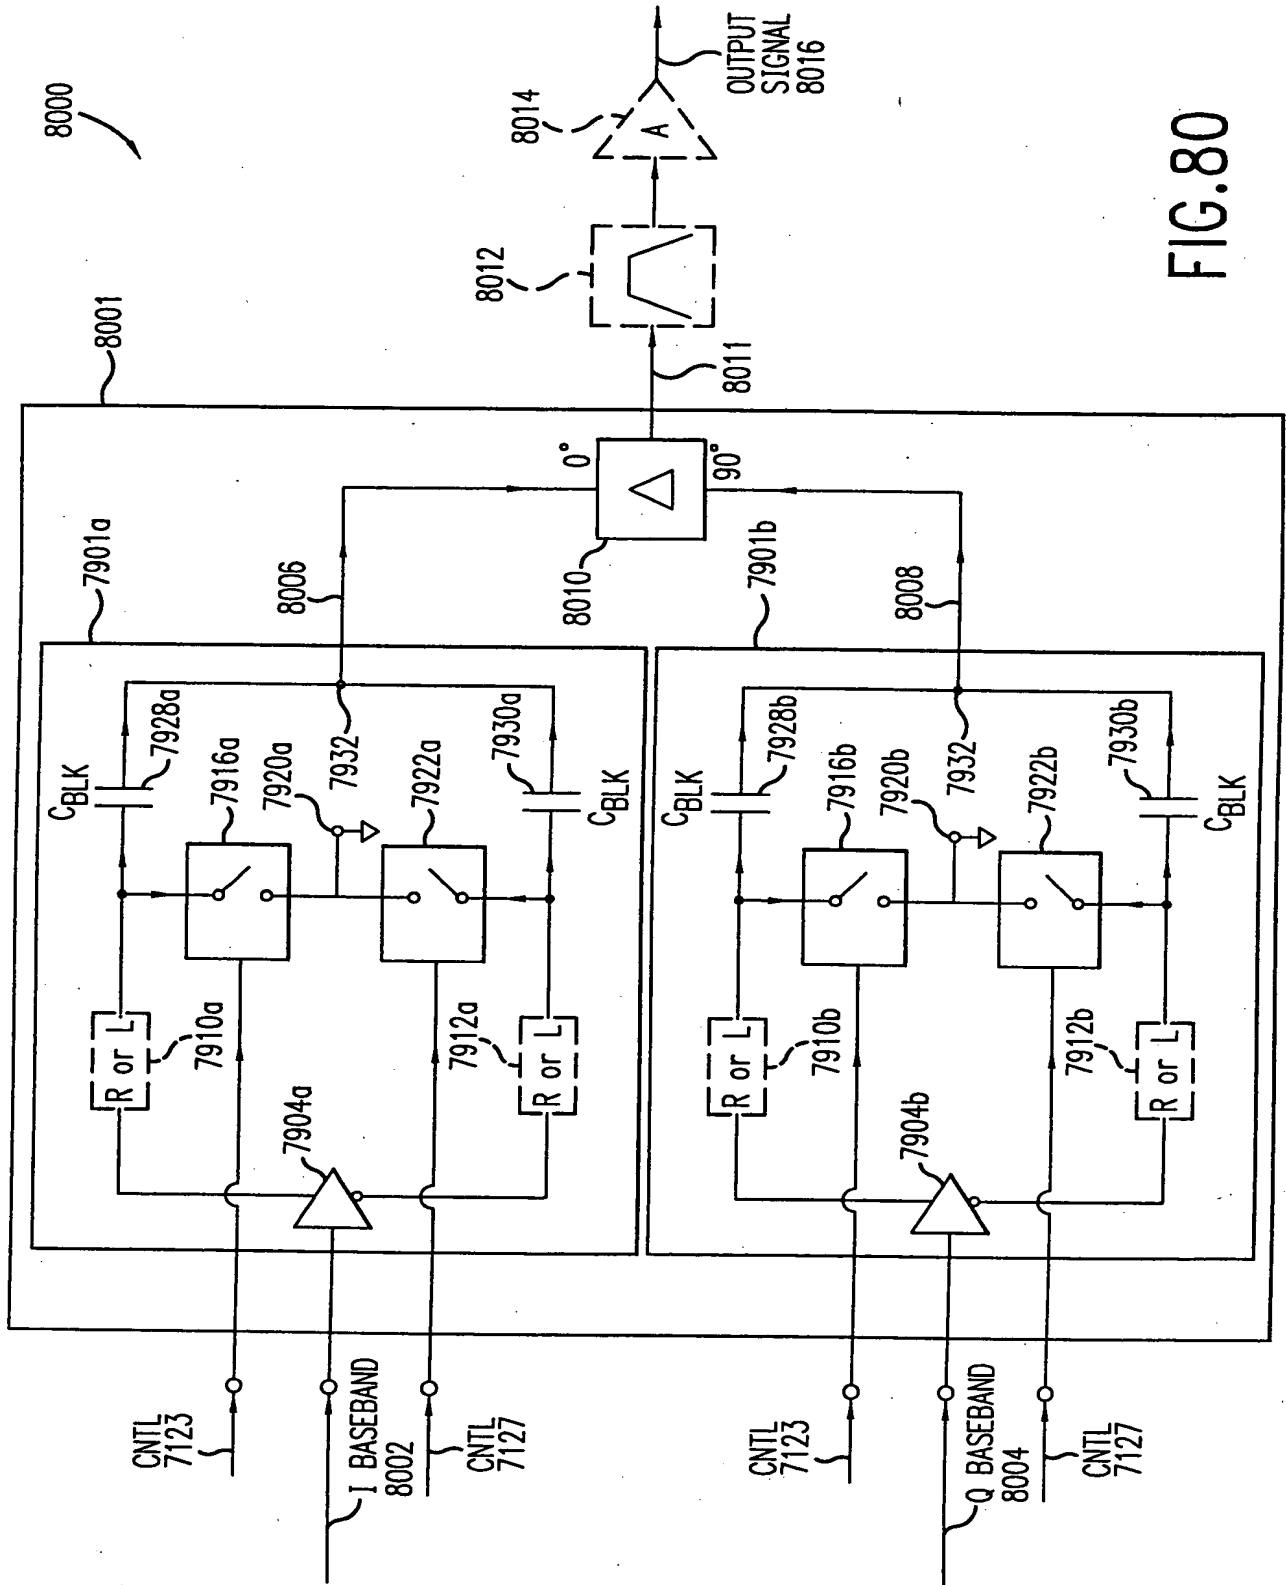 8000
8001
7901a
8006
C_BLK
7928a
7916a
7920a
7932
7922a
7930a
C_BLK
R or L
7910a
7904a
7912a
R or L
CNTL
7123
I BASEBAND
8002
CNTL
7127
0°
90°
8010
8011
8012
8014
A
OUTPUT
SIGNAL
8016
7901b
8008
C_BLK
7928b
7916b
7920b
7932
7922b
7930b
C_BLK
R or L
7910b
7904b
7912b
R or L
CNTL
7123
Q BASEBAND
8004
CNTL
7127
FIG.80